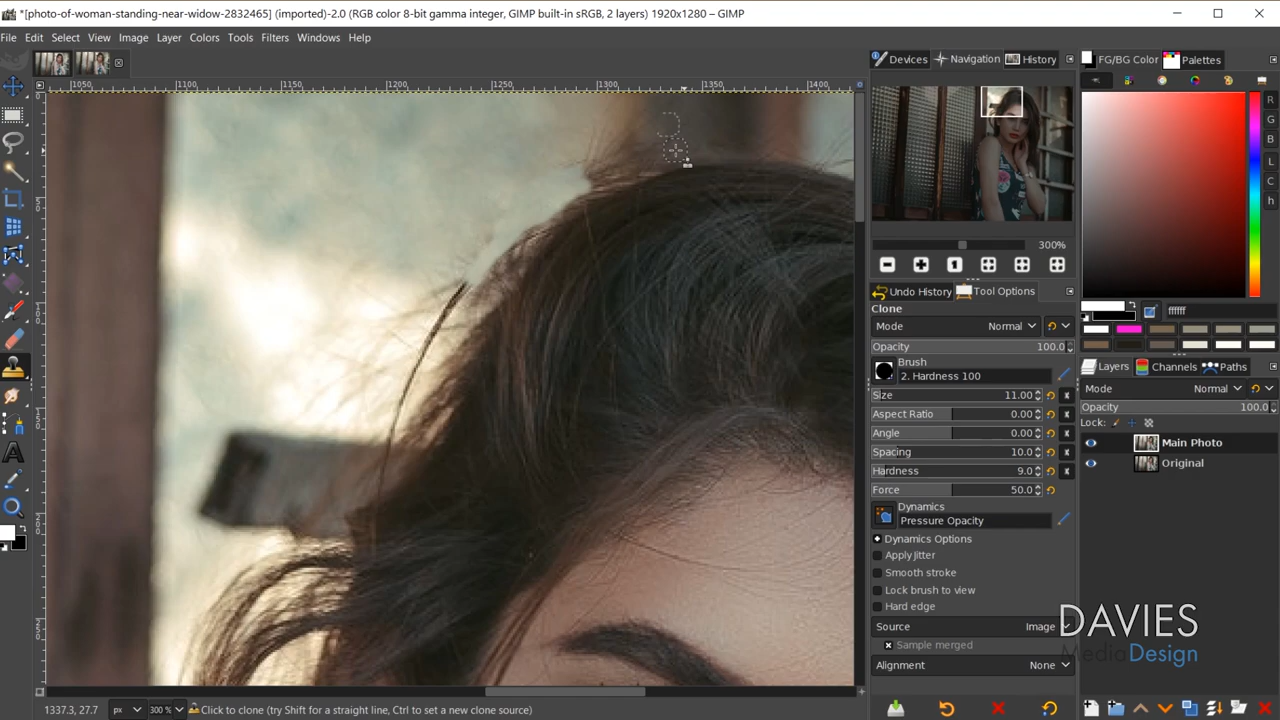 *[photo-of-woman-standing-near-widow-2832465] (imported)-2.0 (RGB color 8-bit gamma integer, GIMP built-in sRGB, 2 layers) 1920x1280 – GIMP
File Edit Select View Image Layer Colors Tools Filters Windows Help
Devices Navigation History FG/BG Color Palettes
1050 1100 1150 1200 1250 1300 1350 1400
R
G
B
L
C
h
300%
Undo History Tool Options
Clone
ffffff
Mode Normal
Opacity 100.0
Brush
2. Hardness 100
Size 11.00
Aspect Ratio 0.00
Angle 0.00
Spacing 10.0
Hardness 9.0
Force 50.0
Dynamics
Pressure Opacity
Dynamics Options
Apply Jitter
Smooth stroke
Lock brush to view
Hard edge
Source Image
Sample merged
Alignment None
Layers Channels Paths
Mode Normal
Opacity 100.0
Lock:
Main Photo
Original
DAVIES
MediaDesign
1337.3, 27.7 px 300 % Click to clone (try Shift for a straight line, Ctrl to set a new clone source)